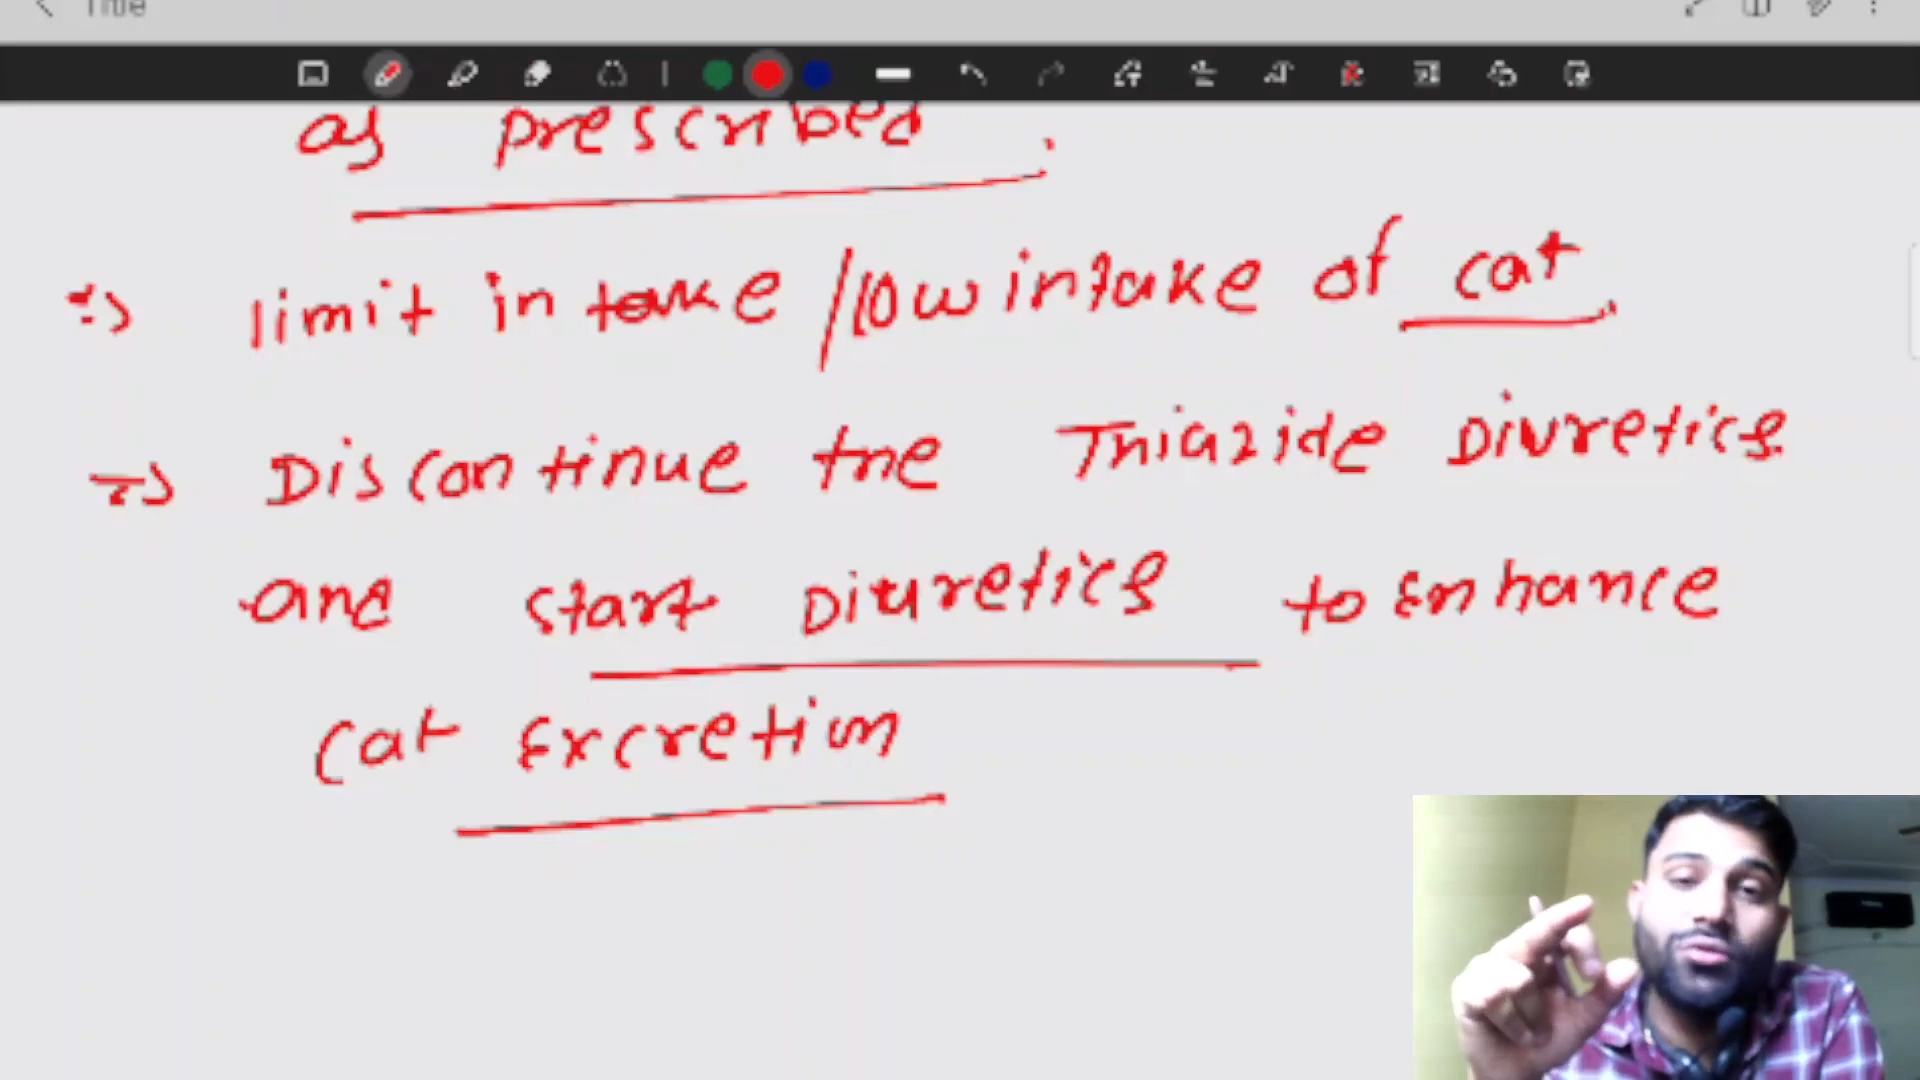 Title
as prescribed.
=> limit intake / low intake of cat.
=> Discontinue the Thiazide Diuretics
and start Diuretics to Enhance
cat Excretion